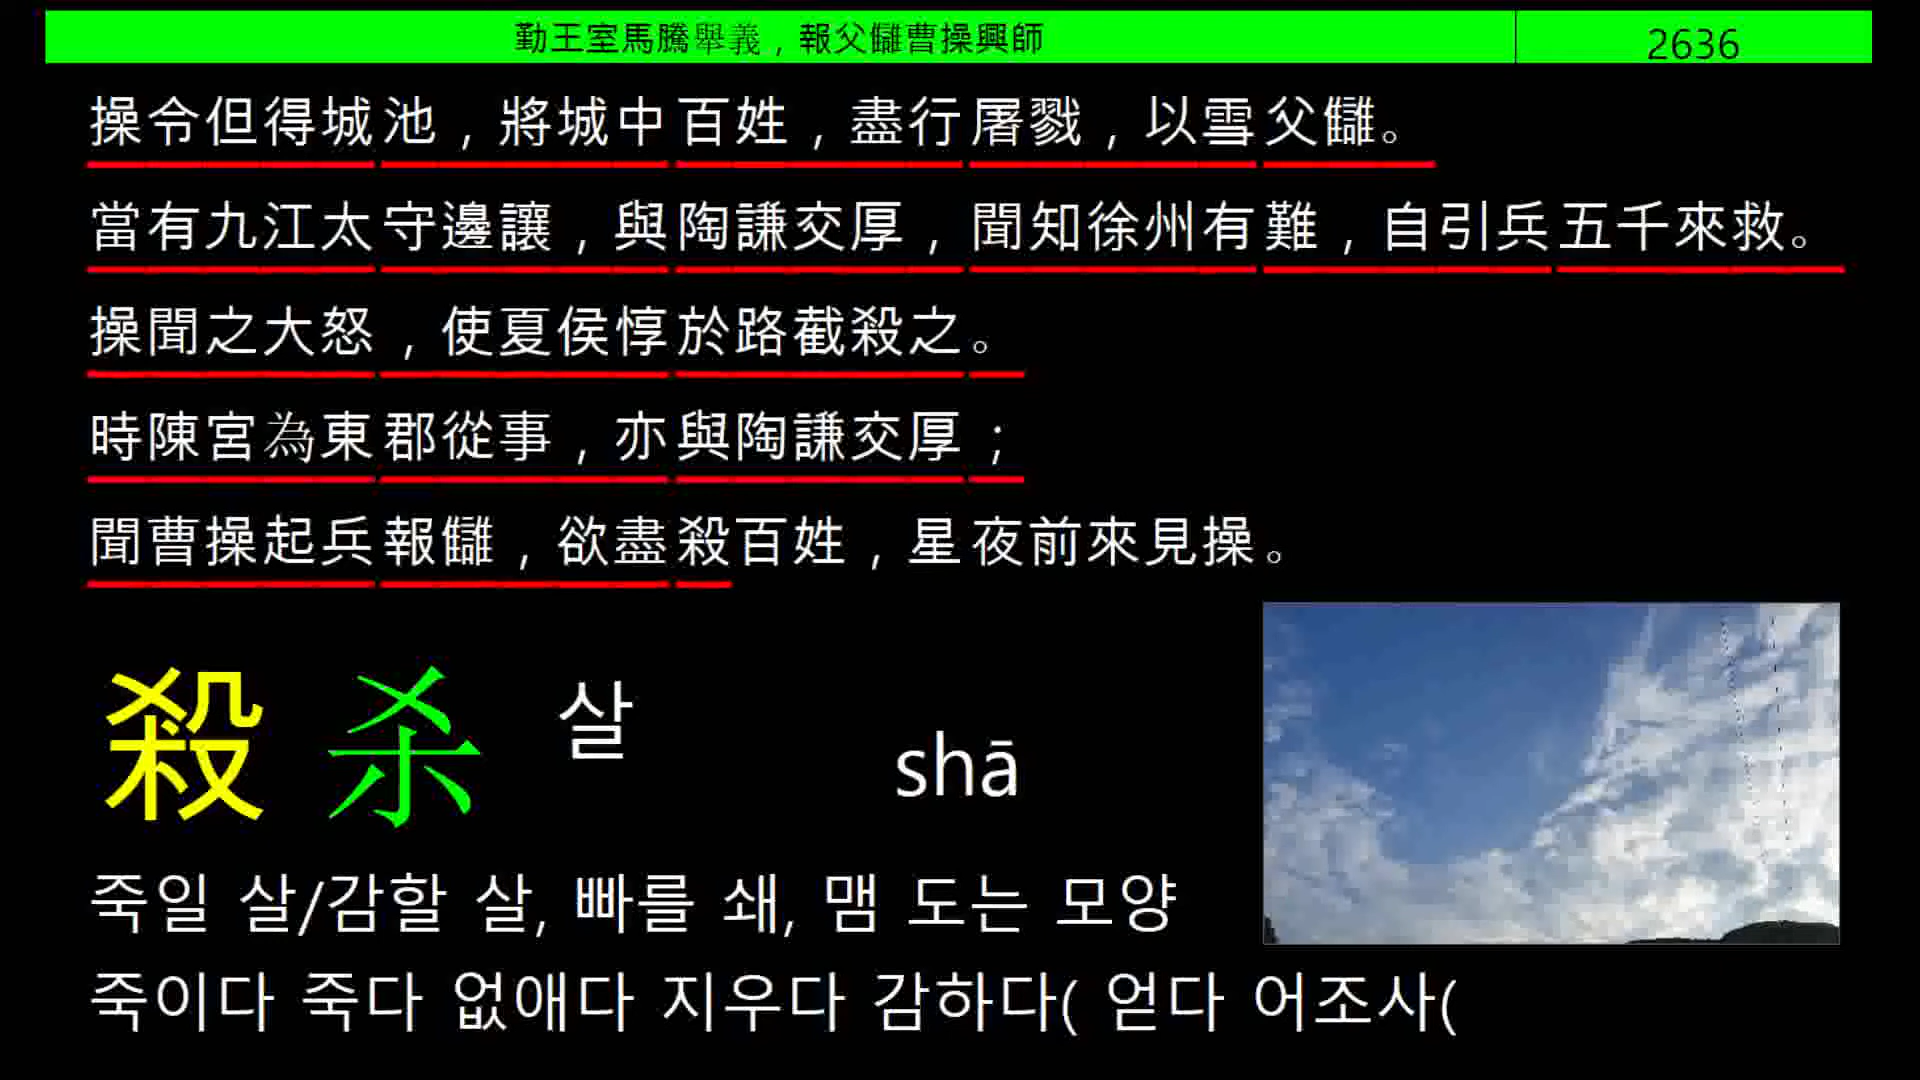 勤王室馬騰舉義，報父讎曹操興師 2636
操令但得城池，將城中百姓，盡行屠戮，以雪父讎。
當有九江太守邊讓，與陶謙交厚，聞知徐州有難，自引兵五千來救。
操聞之大怒，使夏侯惇於路截殺之。
時陳宮為東郡從事，亦與陶謙交厚；
聞曹操起兵報讎，欲盡殺百姓，星夜前來見操。
殺 杀 살 shā
죽일 살/감할 살, 빠를 쇄, 맴 도는 모양
죽이다 죽다 없애다 지우다 감하다( 얻다 어조사(